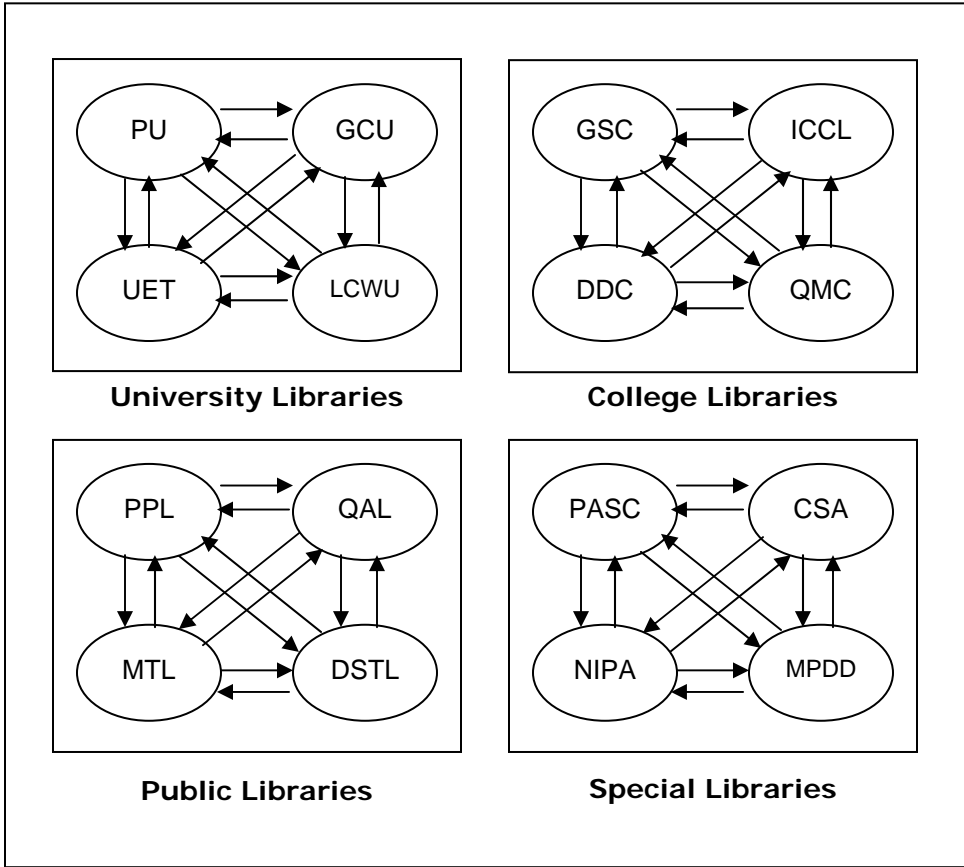 PU GCU
UET LCWU
University Libraries
GSC ICCL
DDC QMC
College Libraries
PPL QAL
MTL DSTL
Public Libraries
PASC CSA
NIPA MPDD
Special Libraries